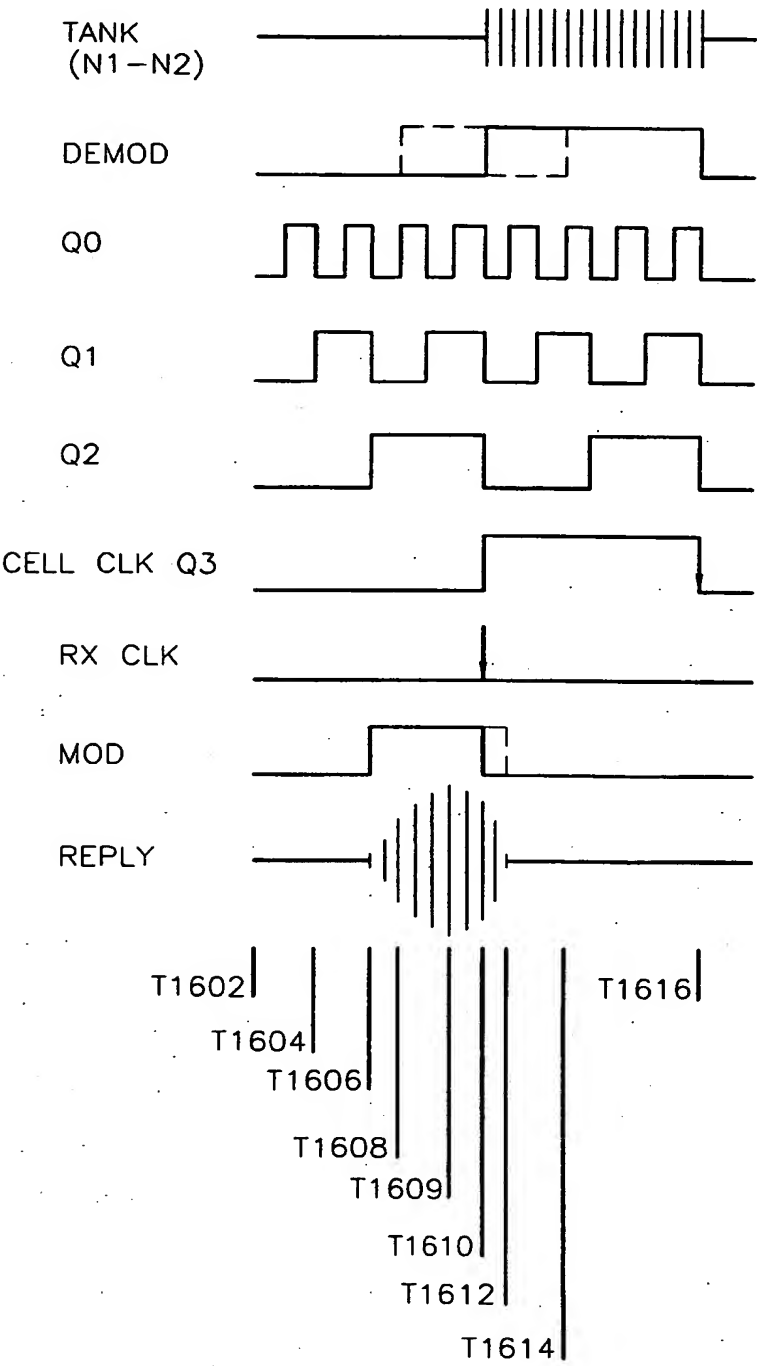 TANK
(N1-N2)
DEMOD
Q0
Q1
Q2
CELL CLK Q3
RX CLK
MOD
REPLY
T1602
T1616
T1604
T1606
T1608
T1609
T1610
T1612
T1614